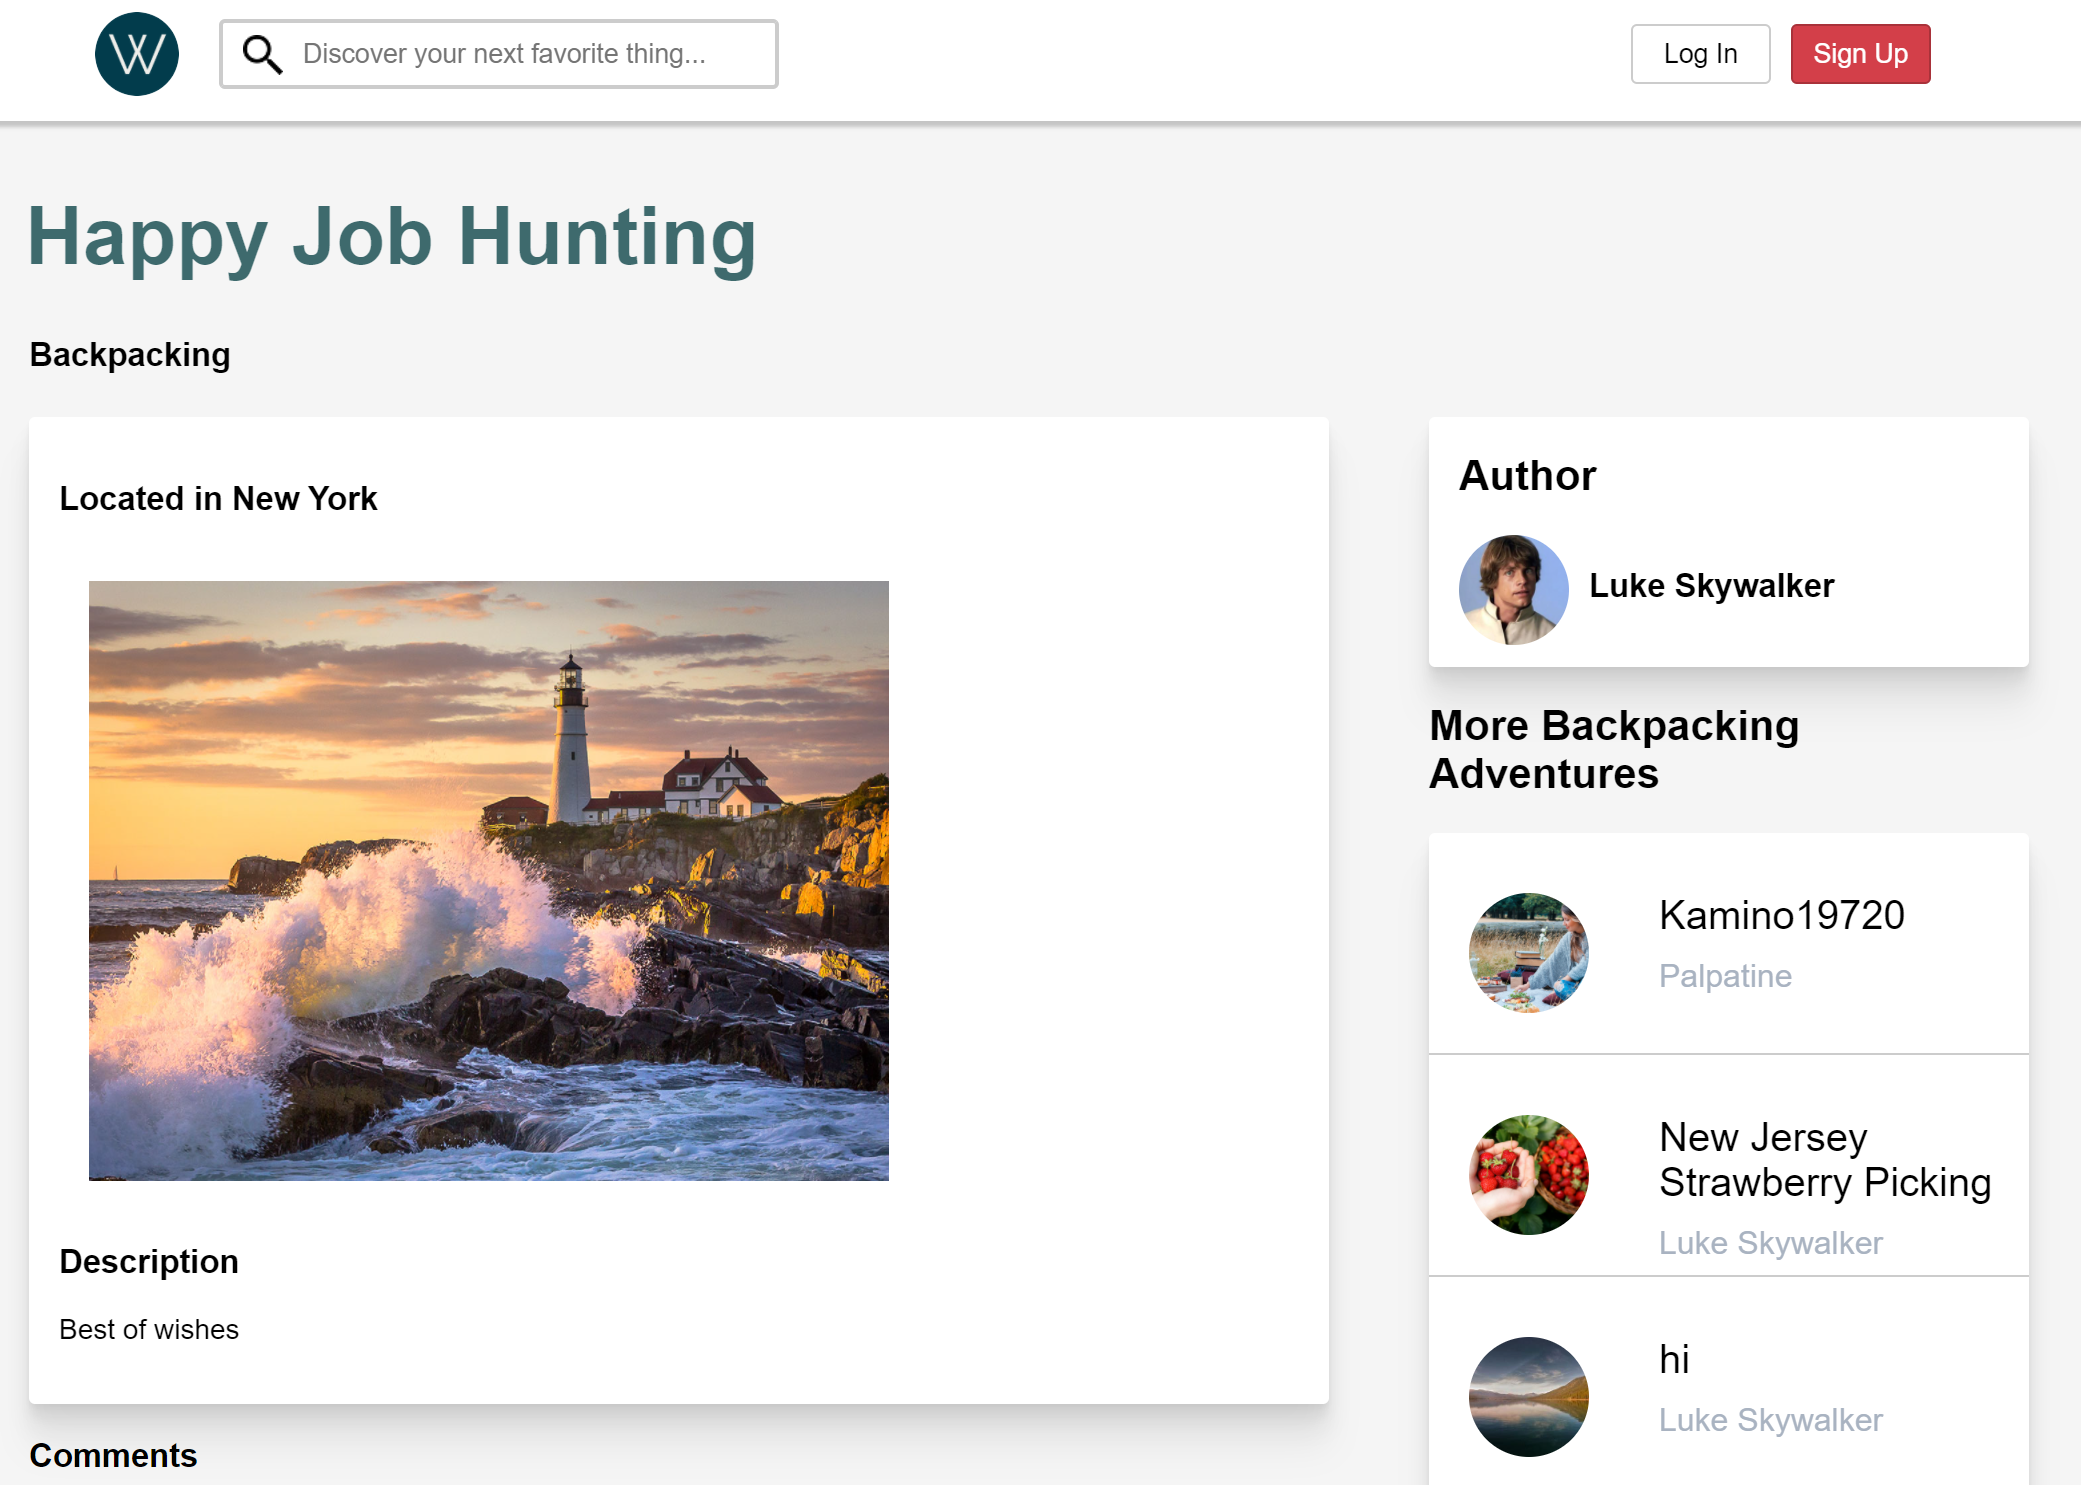 W
Discover your next favorite thing...
Log In
Sign Up
Happy Job Hunting
Backpacking
Located in New York
Description
Best of wishes
Comments
Author
Luke Skywalker
More Backpacking
Adventures
Kamino19720
Palpatine
New Jersey
Strawberry Picking
Luke Skywalker
hi
Luke Skywalker